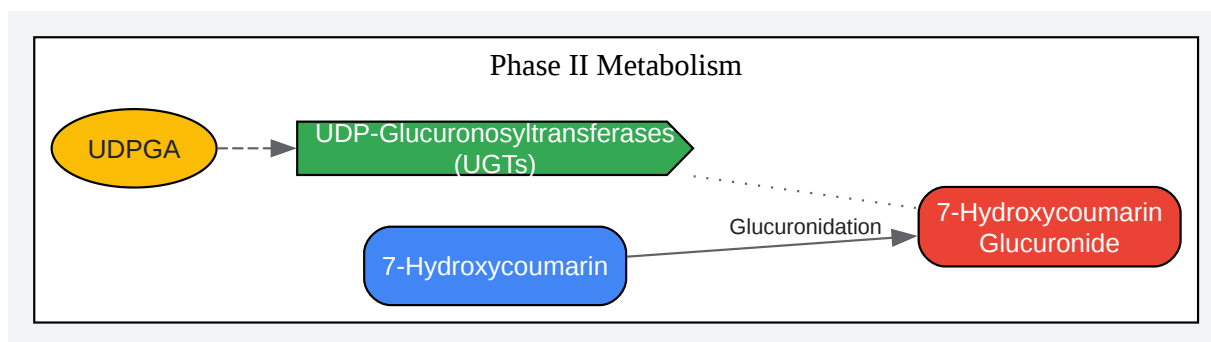 Phase II Metabolism
UDPGA
UDP-Glucuronosyltransferases
(UGTs)
7-Hydroxycoumarin
Glucuronidation
7-Hydroxycoumarin
Glucuronide